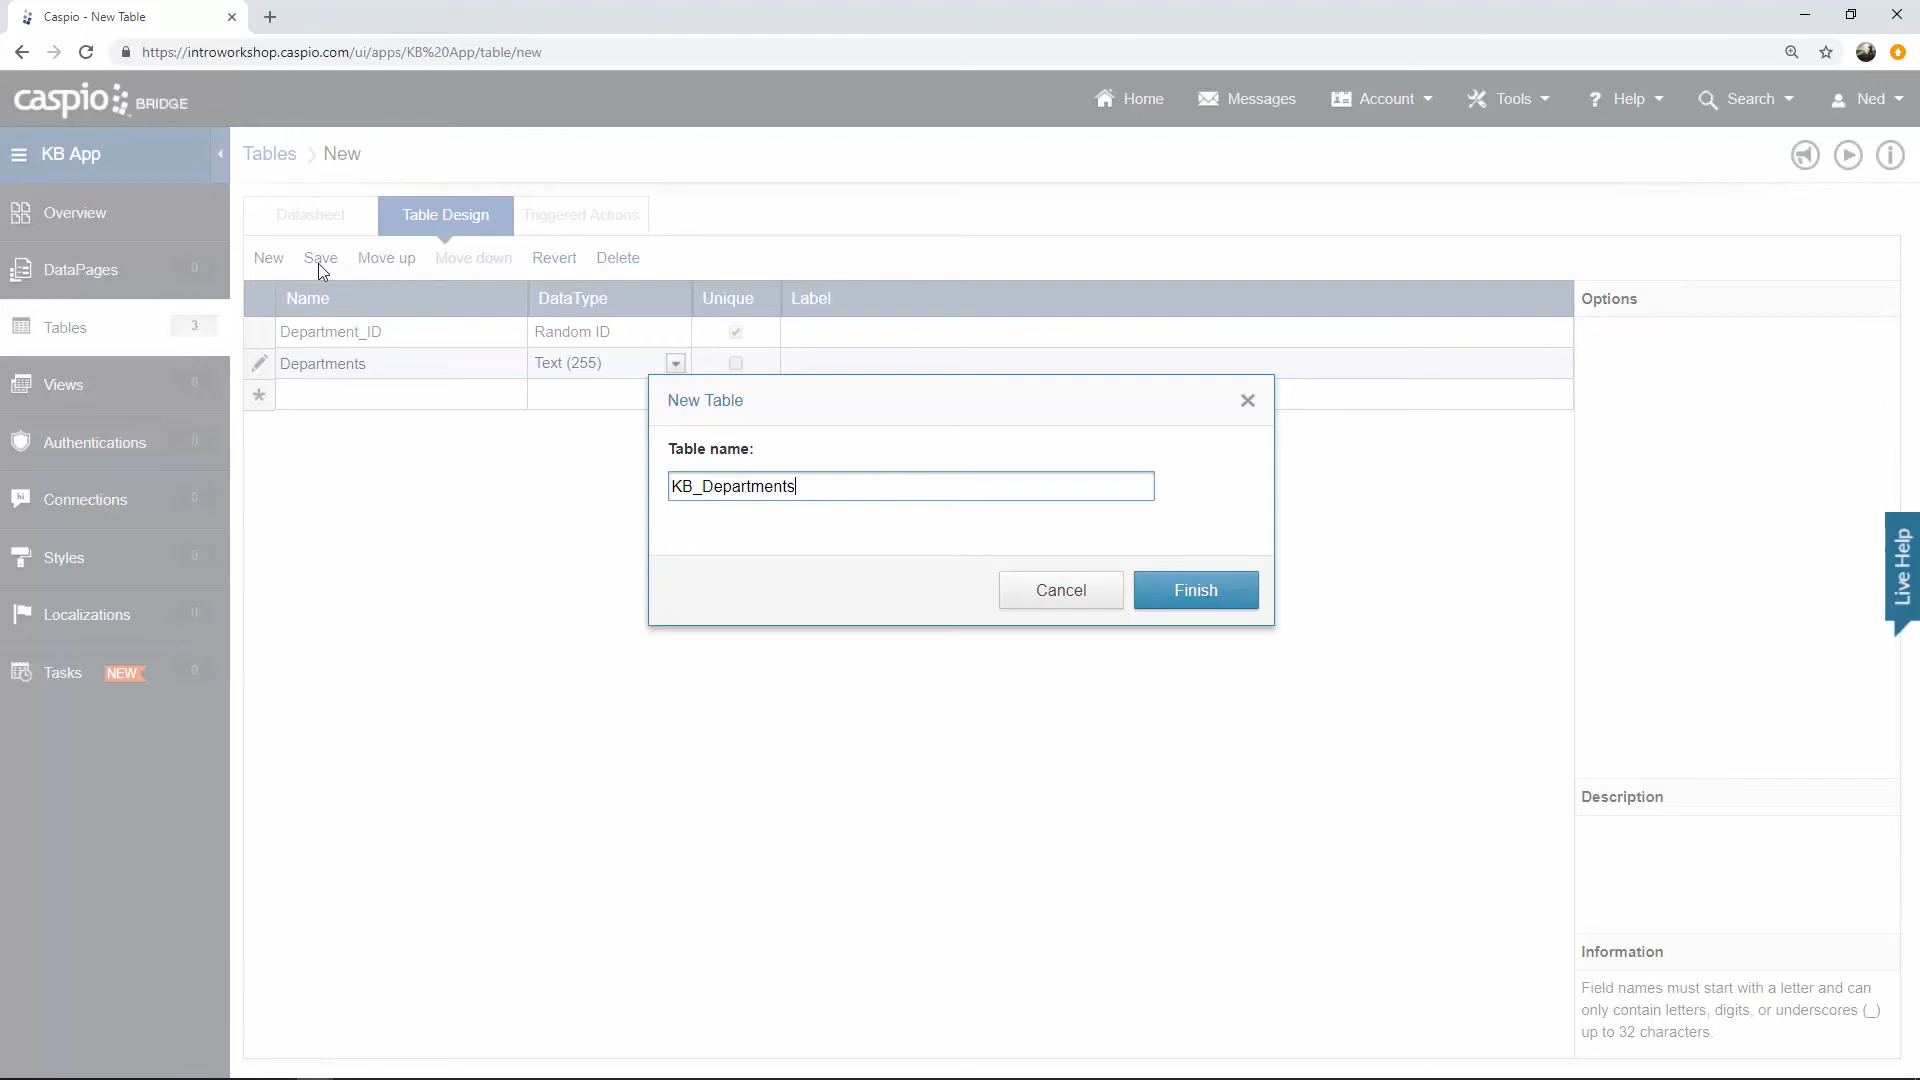 Caspio - New Table
https://introworkshop.caspio.com/ui/apps/KB%20App/table/new
caspio BRIDGE
Home
Messages
Account
Tools
? Help
Search
Ned
KB App
Tables
New
Overview
Datasheet
Table Design
Triggered Actions
New
Save
Move up
Move down
Revert
Delete
DataPages 0
Name
DataType
Unique
Label
Options
Tables 3
Department_ID
Random ID
Departments
Text (255)
*
Views 0
New Table
Authentications 0
Table name:
KB_Departments
hi Connections 0
Styles 0
Live Help
Cancel
Finish
Localizations 0
Tasks NEW 0
Description
Information
Field names must start with a letter and can
only contain letters, digits, or underscores (_)
up to 32 characters.